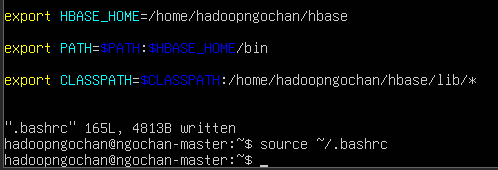 export HBASE_HOME=/home/hadoopngochan/hbase
export PATH=$PATH:$HBASE_HOME/bin
export CLASSPATH=$CLASSPATH:/home/hadoopngochan/hbase/lib/*
".bashrc" 165L, 4813B written
hadoopngochan@ngochan-master:~$ source ~/.bashrc
hadoopngochan@ngochan-master:~$ _